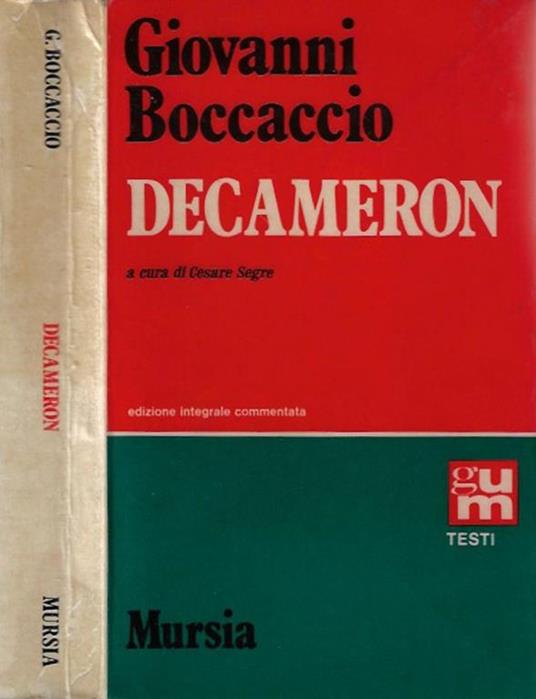 G. BOCCACCIO
DECAMERON
MURSIA
Giovanni
Boccaccio
DECAMERON
a cura di Cesare Segre
edizione integrale commentata
gum
TESTI
Mursia